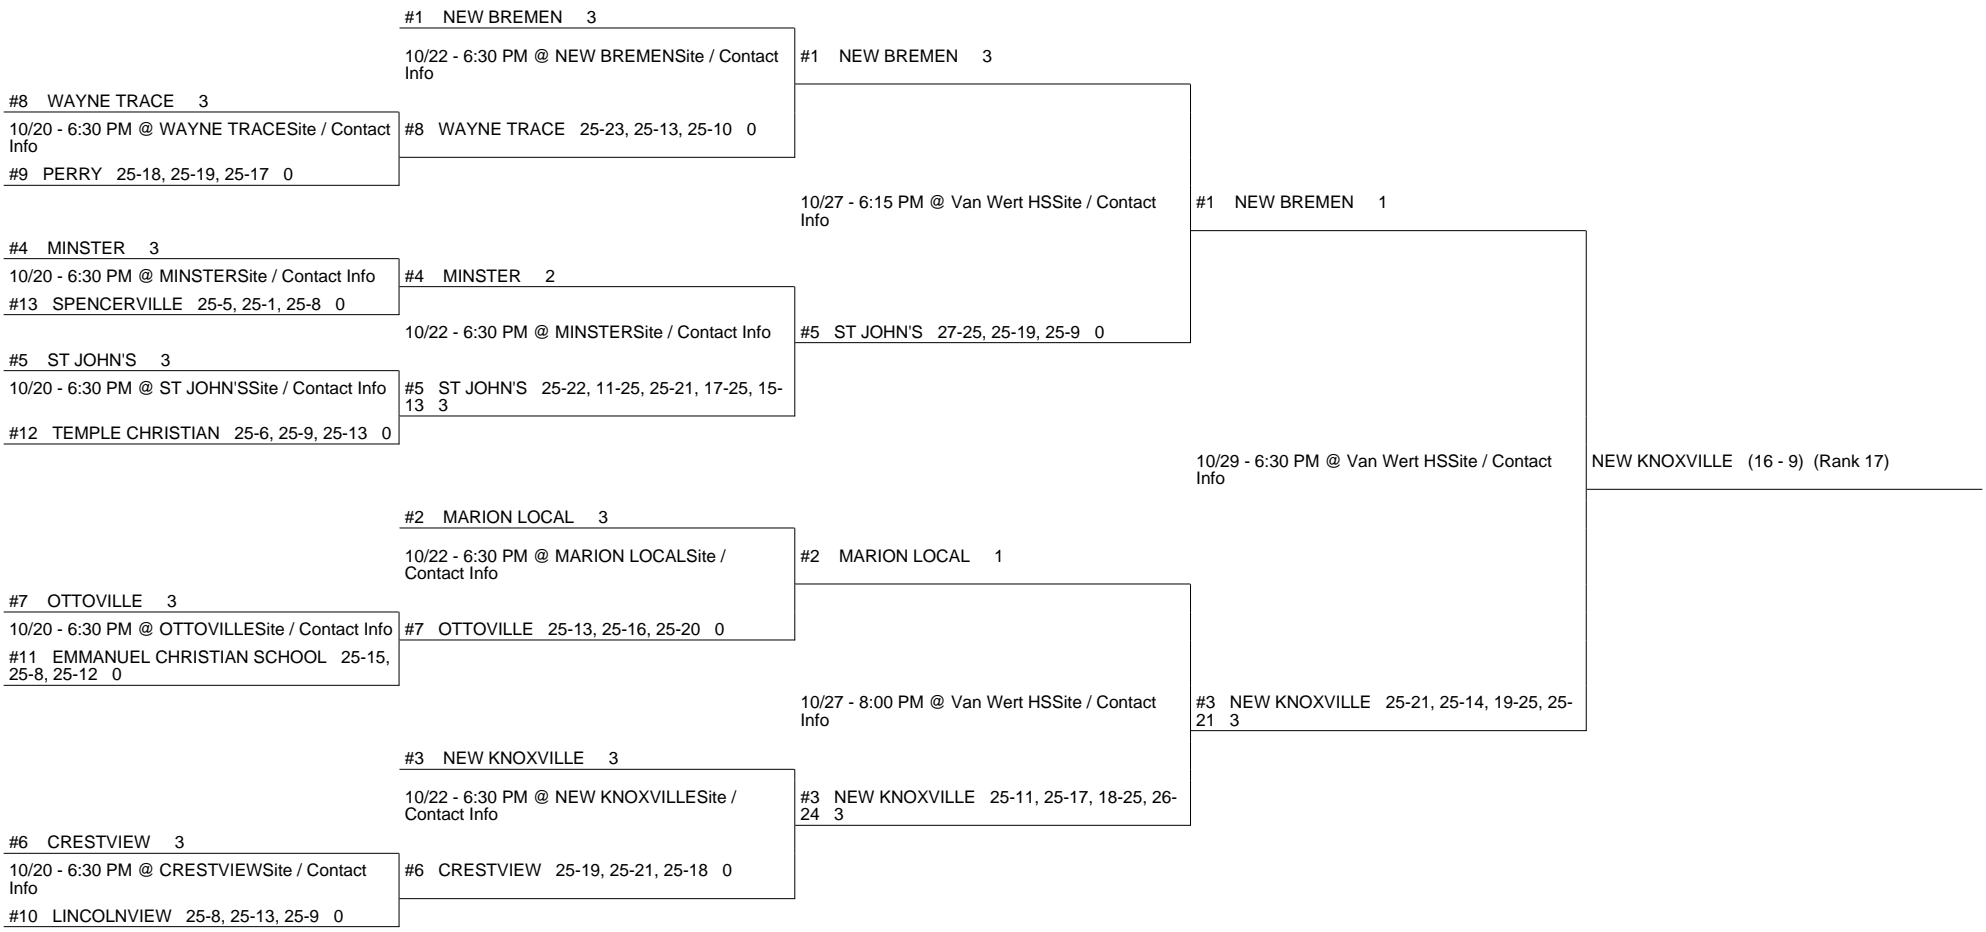 #1 NEW BREMEN 3
10/22 - 6:30 PM @ NEW BREMENSite / Contact
Info
#1 NEW BREMEN 3
#8 WAYNE TRACE 3
10/20 - 6:30 PM @ WAYNE TRACESite / Contact
Info
#8 WAYNE TRACE 25-23, 25-13, 25-10 0
#9 PERRY 25-18, 25-19, 25-17 0
10/27 - 6:15 PM @ Van Wert HSSite / Contact
Info
#1 NEW BREMEN 1
#4 MINSTER 3
10/20 - 6:30 PM @ MINSTERSite / Contact Info
#4 MINSTER 2
#13 SPENCERVILLE 25-5, 25-1, 25-8 0
10/22 - 6:30 PM @ MINSTERSite / Contact Info
#5 ST JOHN'S 27-25, 25-19, 25-9 0
#5 ST JOHN'S 3
10/20 - 6:30 PM @ ST JOHN'SSite / Contact Info
#5 ST JOHN'S 25-22, 11-25, 25-21, 17-25, 15-
13 3
#12 TEMPLE CHRISTIAN 25-6, 25-9, 25-13 0
10/29 - 6:30 PM @ Van Wert HSSite / Contact
Info
NEW KNOXVILLE (16 - 9) (Rank 17)
#2 MARION LOCAL 3
10/22 - 6:30 PM @ MARION LOCALSite /
Contact Info
#2 MARION LOCAL 1
#7 OTTOVILLE 3
10/20 - 6:30 PM @ OTTOVILLESite / Contact Info
#7 OTTOVILLE 25-13, 25-16, 25-20 0
#11 EMMANUEL CHRISTIAN SCHOOL 25-15,
25-8, 25-12 0
10/27 - 8:00 PM @ Van Wert HSSite / Contact
Info
#3 NEW KNOXVILLE 25-21, 25-14, 19-25, 25-
21 3
#3 NEW KNOXVILLE 3
10/22 - 6:30 PM @ NEW KNOXVILLESite /
Contact Info
#3 NEW KNOXVILLE 25-11, 25-17, 18-25, 26-
24 3
#6 CRESTVIEW 3
10/20 - 6:30 PM @ CRESTVIEWSite / Contact
Info
#6 CRESTVIEW 25-19, 25-21, 25-18 0
#10 LINCOLNVIEW 25-8, 25-13, 25-9 0